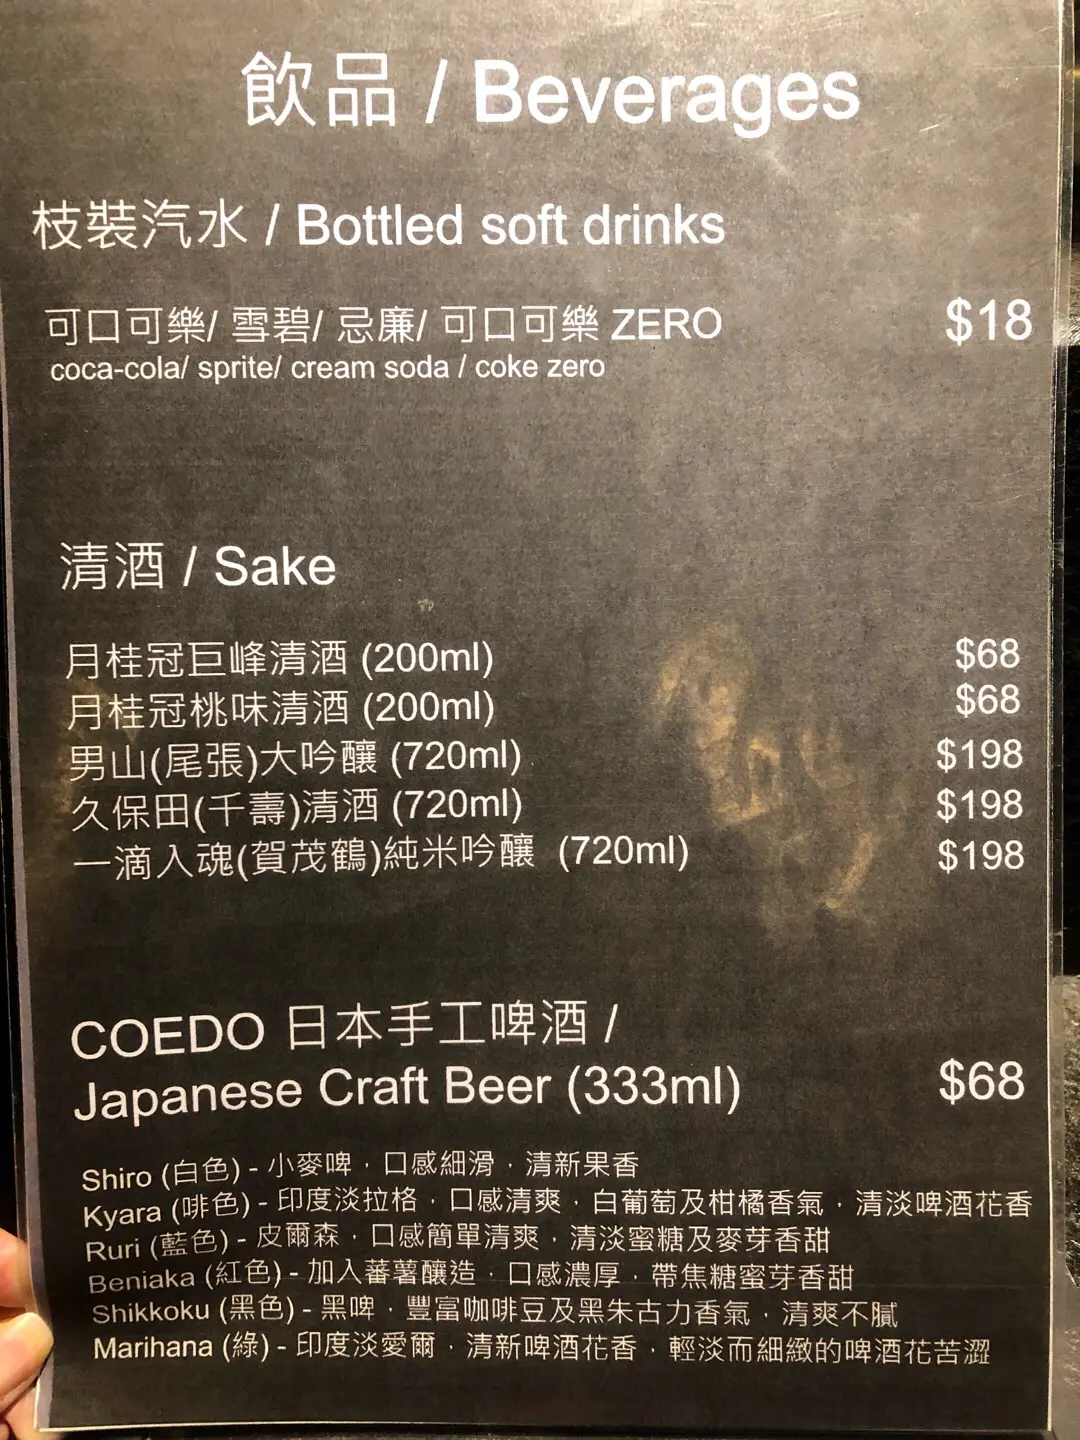 飲品 / Beverages
枝裝汽水 / Bottled soft drinks
可口可樂/ 雪碧/ 忌廉/ 可口可樂 ZERO $18
coca-cola/ sprite/ cream soda / coke zero
清酒 / Sake
月桂冠巨峰清酒 (200ml) $68
月桂冠桃味清酒 (200ml) $68
男山(尾張)大吟釀 (720ml) $198
久保田(千壽)清酒 (720ml) $198
一滴入魂(賀茂鶴)純米吟釀 (720ml) $198
COEDO 日本手工啤酒 /
Japanese Craft Beer (333ml) $68
Shiro (白色) - 小麥啤，口感細滑，清新果香
Kyara (啡色) - 印度淡拉格，口感清爽，白葡萄及柑橘香氣，清淡啤酒花香
Ruri (藍色) - 皮爾森，口感簡單清爽，清淡蜜糖及麥芽香甜
Beniaka (紅色) - 加入蕃薯釀造，口感濃厚，帶焦糖蜜芽香甜
Shikkoku (黑色) - 黑啤，豐富咖啡豆及黑朱古力香氣，清爽不膩
Marihana (綠) - 印度淡愛爾，清新啤酒花香，輕淡而細緻的啤酒花苦澀